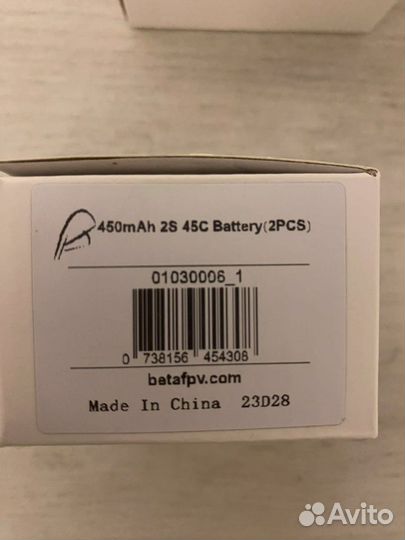 450mAh 2S 45C Battery(2PCS)
01030006_1
0 738156 454308
betafpv.com
Made In China 23D28
Avito